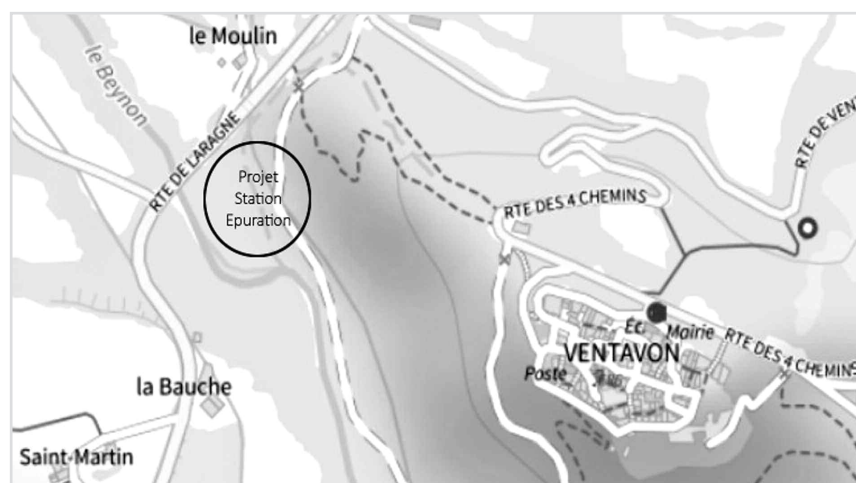 le Moulin
le Beynon
RTE DE LARAGNE
RTE DE VEN
Projet
Station
Epuration
RTE DES 4 CHEMINS
Éc
Mairie
RTE DES 4 CHEMINS
VENTAVON
Poste
la Bauche
Saint-Martin